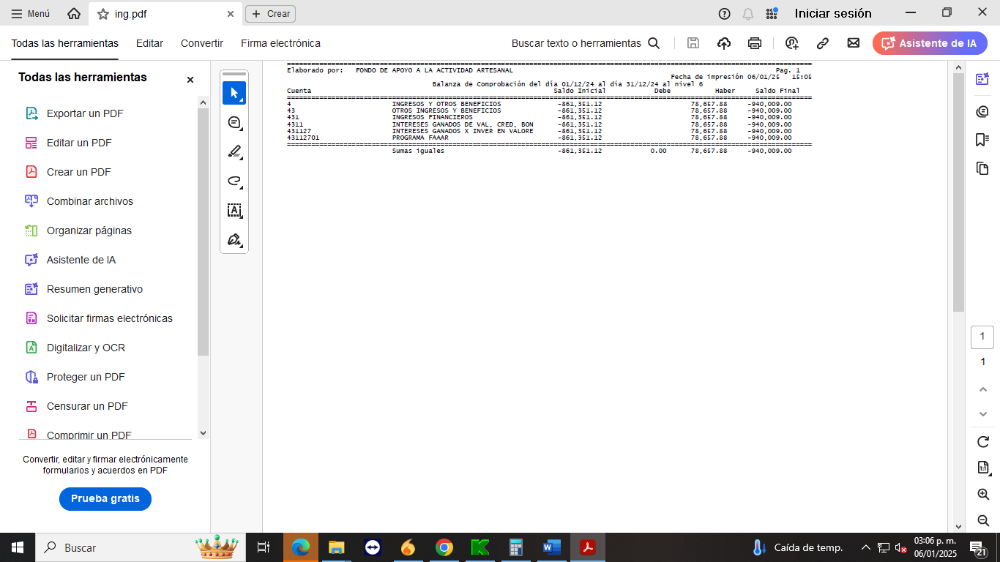 Menú
ing.pdf
Crear
Iniciar sesión
Todas las herramientas
Editar
Convertir
Firma electrónica
Buscar texto o herramientas
Asistente de IA
Todas las herramientas
Exportar un PDF
Editar un PDF
Crear un PDF
Combinar archivos
Organizar páginas
Asistente de IA
Resumen generativo
Solicitar firmas electrónicas
Digitalizar y OCR
Proteger un PDF
Censurar un PDF
Comprimir un PDF
Convertir, editar y firmar electrónicamente
formularios y acuerdos en PDF
Prueba gratis
Elaborado por: FONDO DE APOYO A LA ACTIVIDAD ARTESANAL Pag. 1
Fecha de impresión 06/01/25 15:05
Balanza de Comprobación del día 01/12/24 al día 31/12/24 al nivel 6
Cuenta Saldo Inicial Debe Haber Saldo Final
4 INGRESOS Y OTROS BENEFICIOS -861,351.12 78,657.88 -940,009.00
43 OTROS INGRESOS Y BENEFICIOS -861,351.12 78,657.88 -940,009.00
431 INGRESOS FINANCIEROS -861,351.12 78,657.88 -940,009.00
4311 INTERESES GANADOS DE VAL, CRED, BON -861,351.12 78,657.88 -940,009.00
431127 INTERESES GANADOS X INVER EN VALORE -861,351.12 78,657.88 -940,009.00
43112701 PROGRAMA FAAAR -861,351.12 78,657.88 -940,009.00
Sumas iguales -861,351.12 0.00 78,657.88 -940,009.00
1
1
1:1
Buscar
Caída de temp.
03:06 p. m.
06/01/2025
21